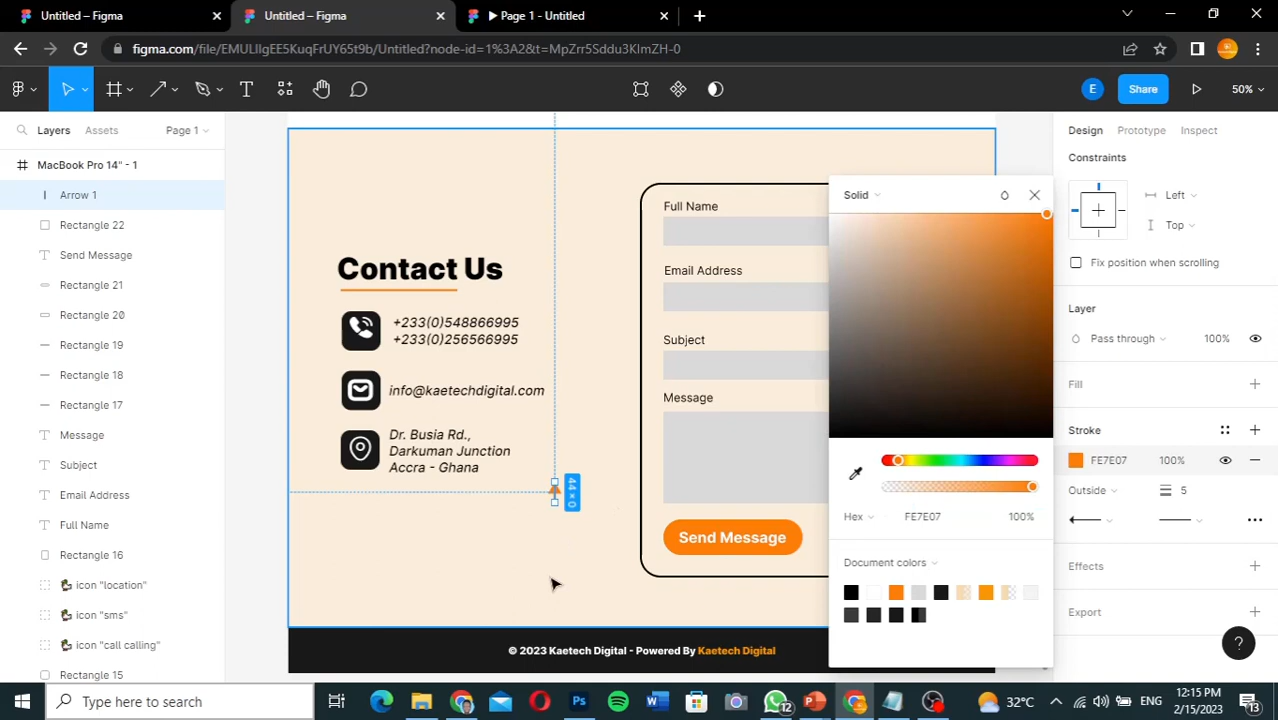 Untitled – Figma
Untitled – Figma
Page 1 - Untitled
figma.com/file/EMULIlgEE5KuqFrUY65t9b/Untitled?node-id=1%3A2&t=MpZrr5Sddu3KlmZH-0
E
Share
50%
Layers
Assets
Page 1
Design
Prototype
Inspect
MacBook Pro 14" - 1
Arrow 1
Rectangle 22
Send Message
Rectangle 21
Rectangle 20
Rectangle 19
Rectangle 18
Rectangle 17
Message
Subject
Email Address
Full Name
Rectangle 16
icon "location"
icon "sms"
icon "call calling"
Rectangle 15
Contact Us
+233(0)548866995
+233(0)256566995
info@kaetechdigital.com
Dr. Busia Rd.,
Darkuman Junction
Accra - Ghana
44 × 0
Full Name
Email Address
Subject
Message
Send Message
© 2023 Kaetech Digital - Powered By Kaetech Digital
Solid
Hex
FE7E07
100%
Document colors
Constraints
Left
Top
Fix position when scrolling
Layer
Pass through
100%
Fill
Stroke
FE7E07
100%
Outside
5
Effects
Export
?
Type here to search
12
32°C
ENG
12:15 PM
2/15/2023
13